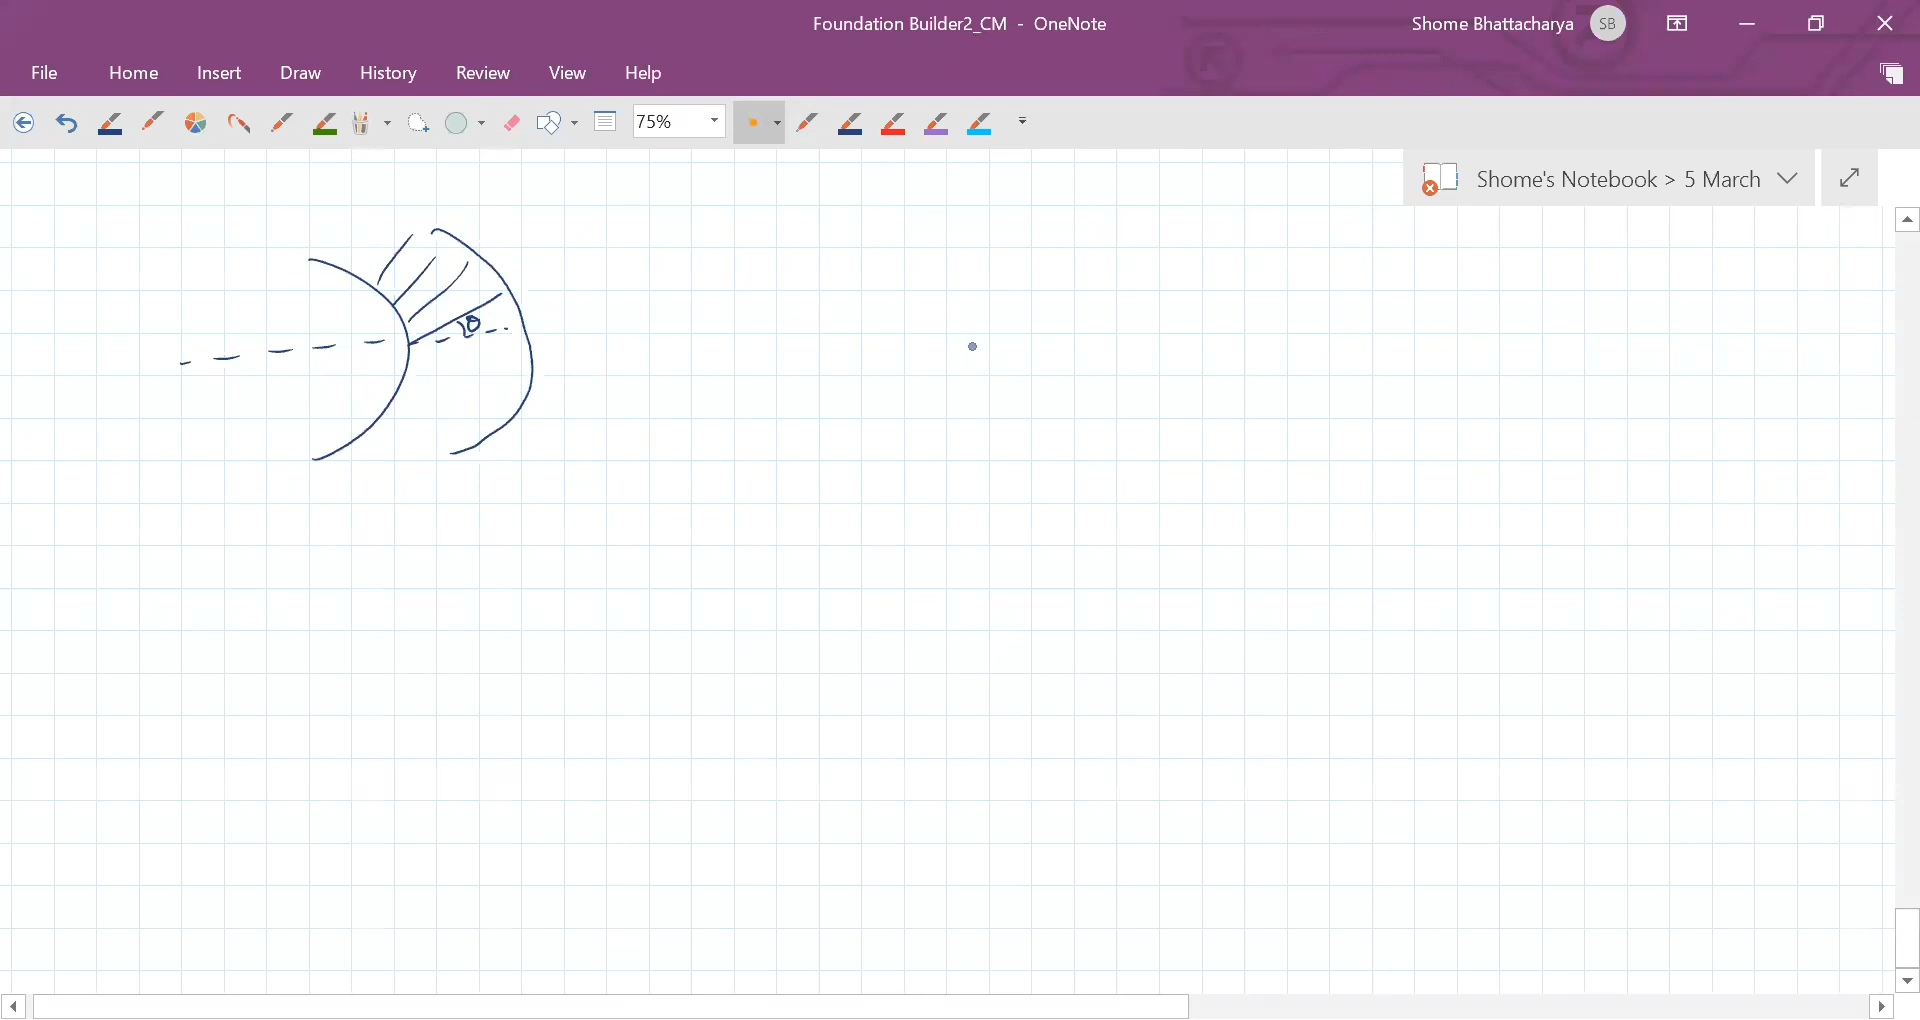 Foundation Builder2_CM - OneNote
Shome Bhattacharya SB
File Home Insert Draw History Review View Help
75%
Shome's Notebook > 5 March
θ